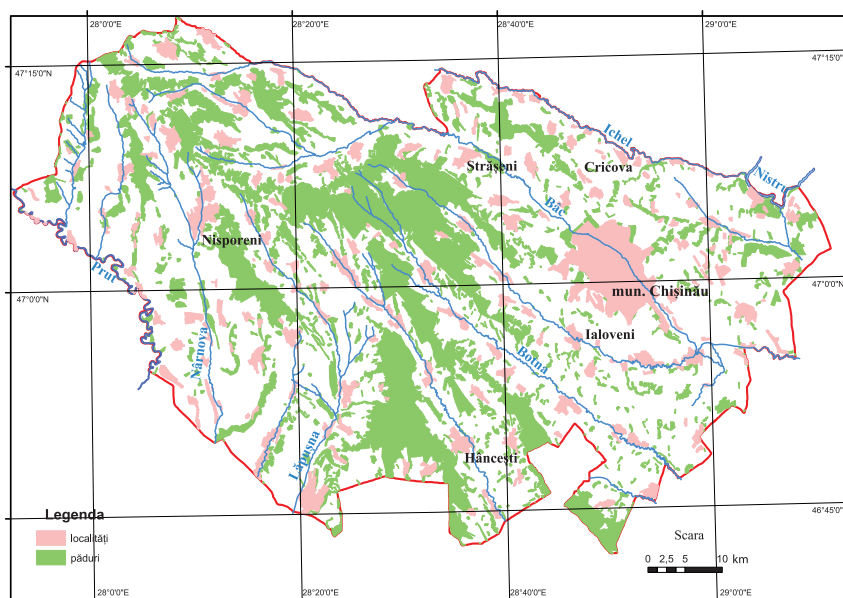 28°0'0"E
28°20'0"E
28°40'0"E
29°0'0"E
47°15'0"N
47°15'0"N
Ichel
Strășeni
Cricova
Nistru
Bâc
Nisporeni
Prut
47°0'0"N
mun. Chișinău
47°0'0"N
Nârnova
Ialoveni
Botna
Lăpușna
Hâncești
46°45'0"N
Legenda
localități
păduri
Scara
0 2,5 5 10 km
28°0'0"E
28°20'0"E
28°40'0"E
29°0'0"E